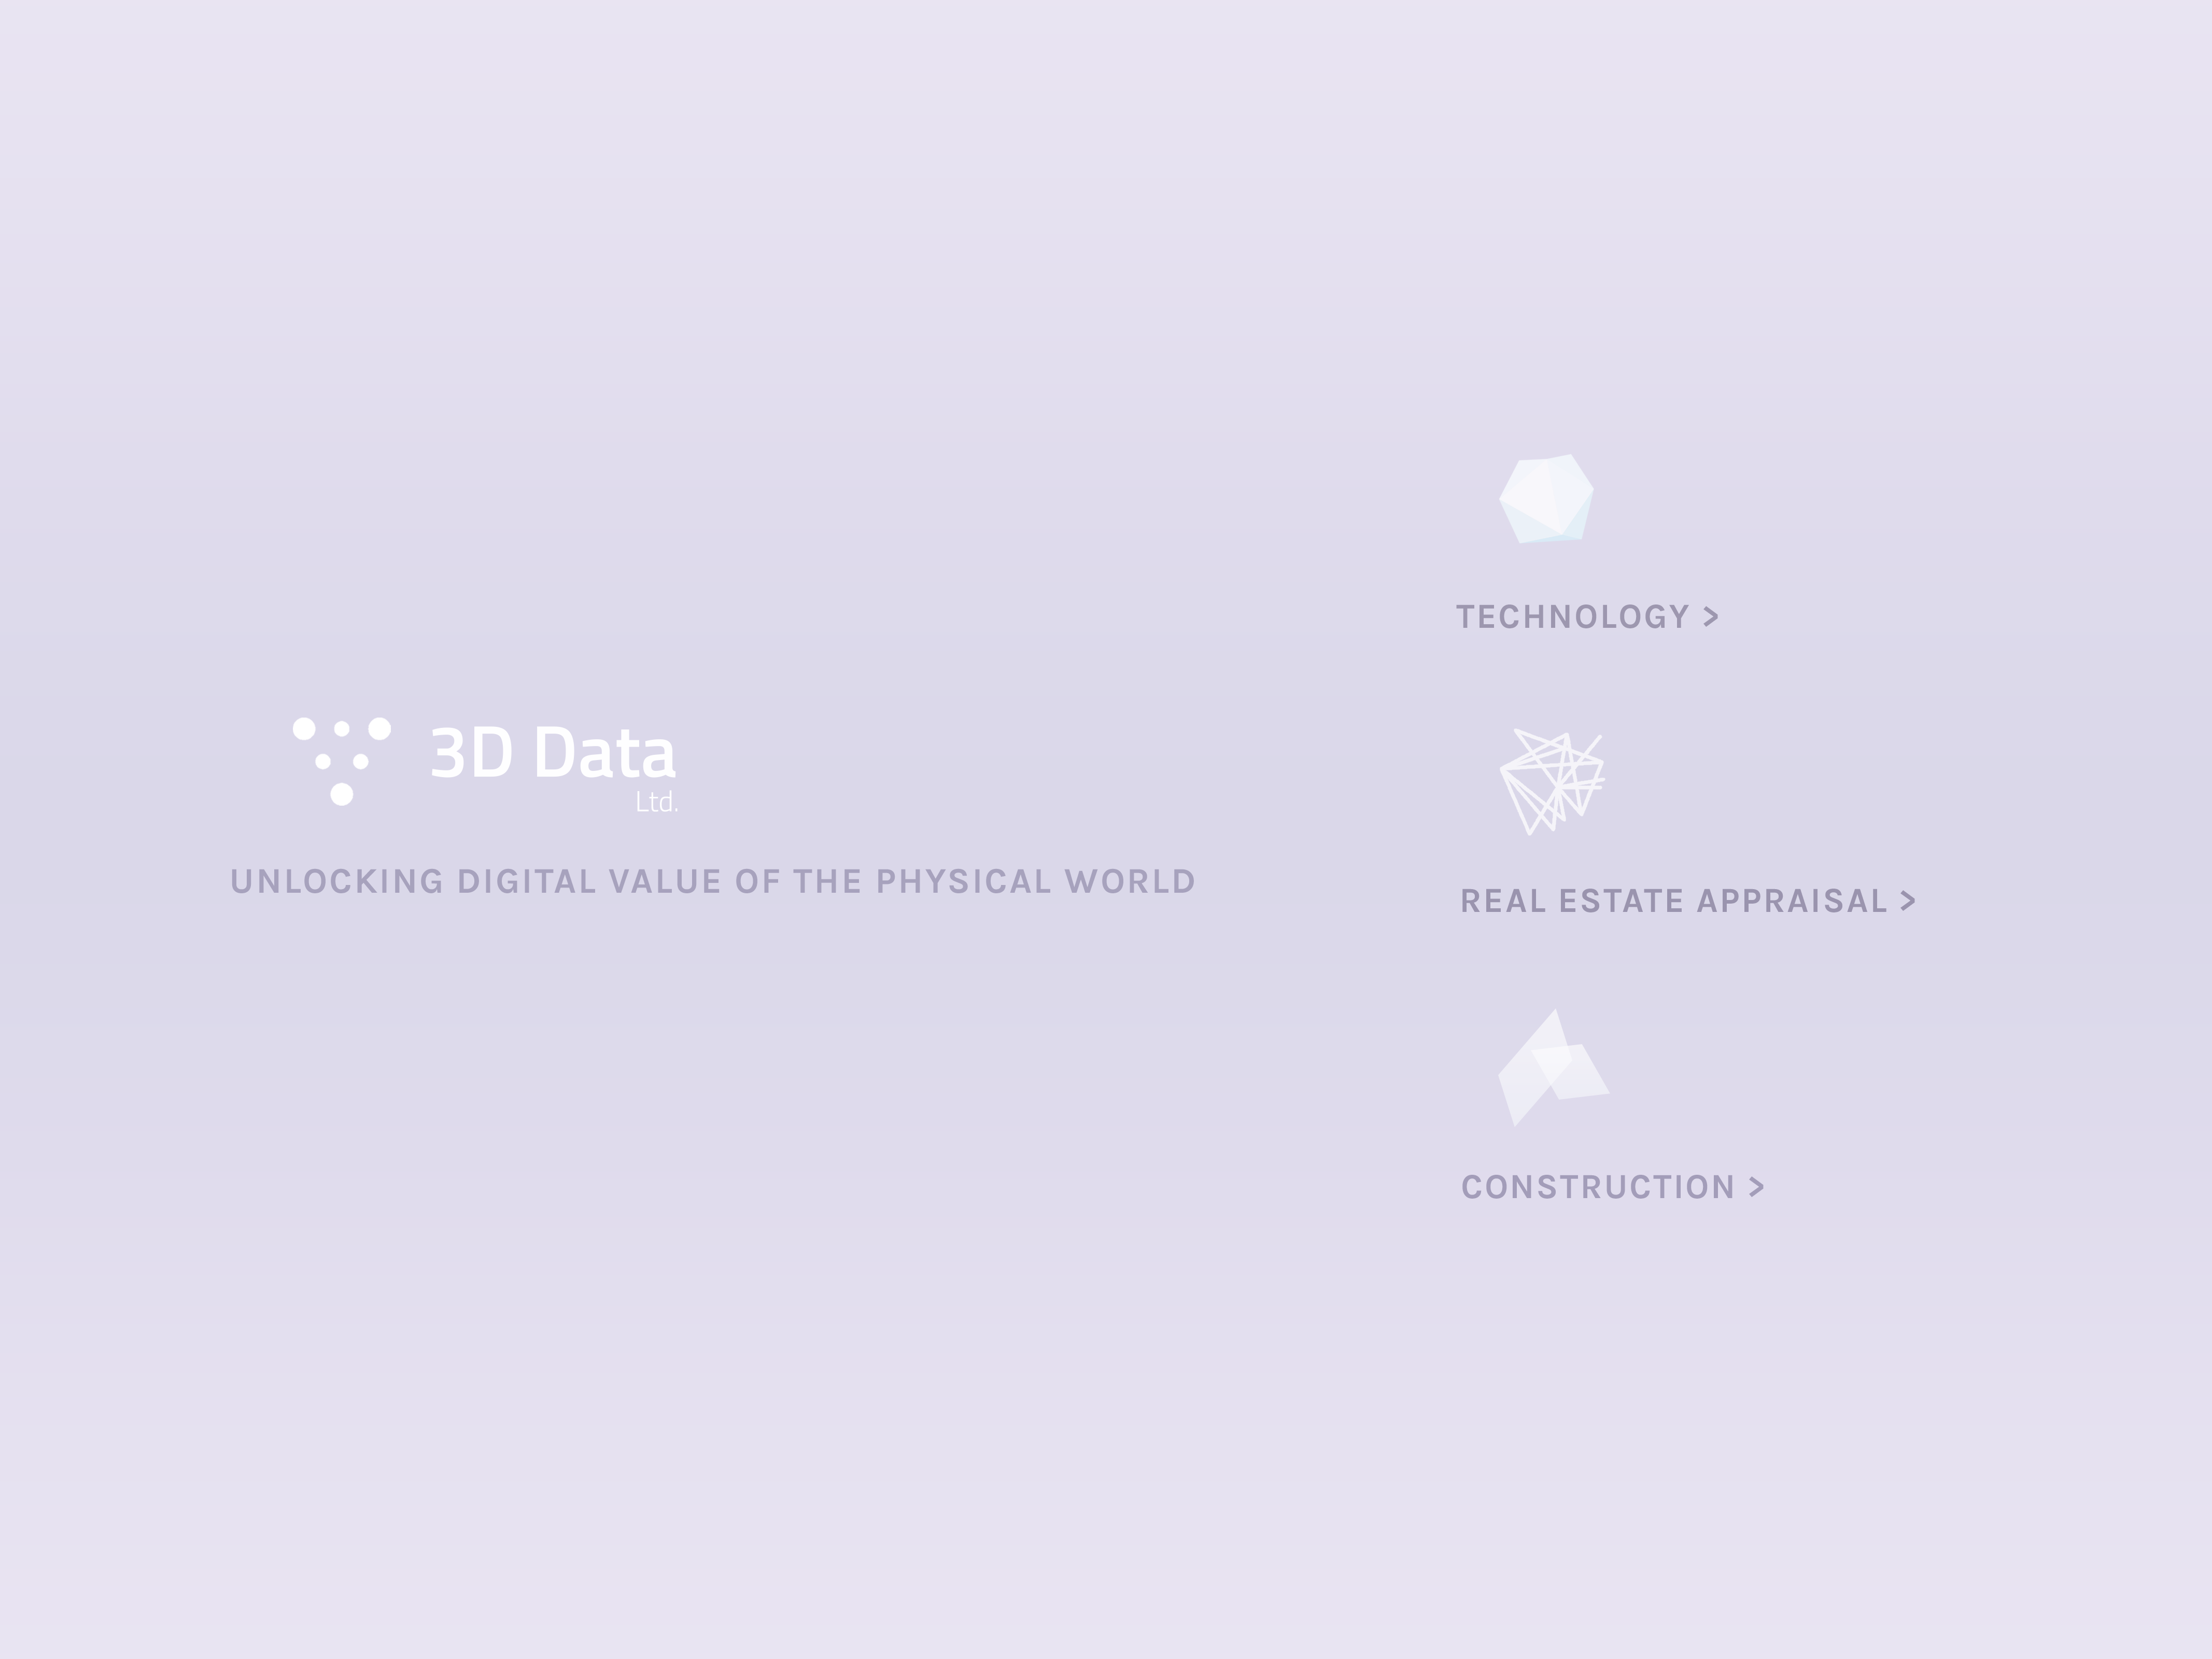 3D Data
Ltd.
UNLOCKING DIGITAL VALUE OF THE PHYSICAL WORLD
TECHNOLOGY >
REAL ESTATE APPRAISAL >
CONSTRUCTION >